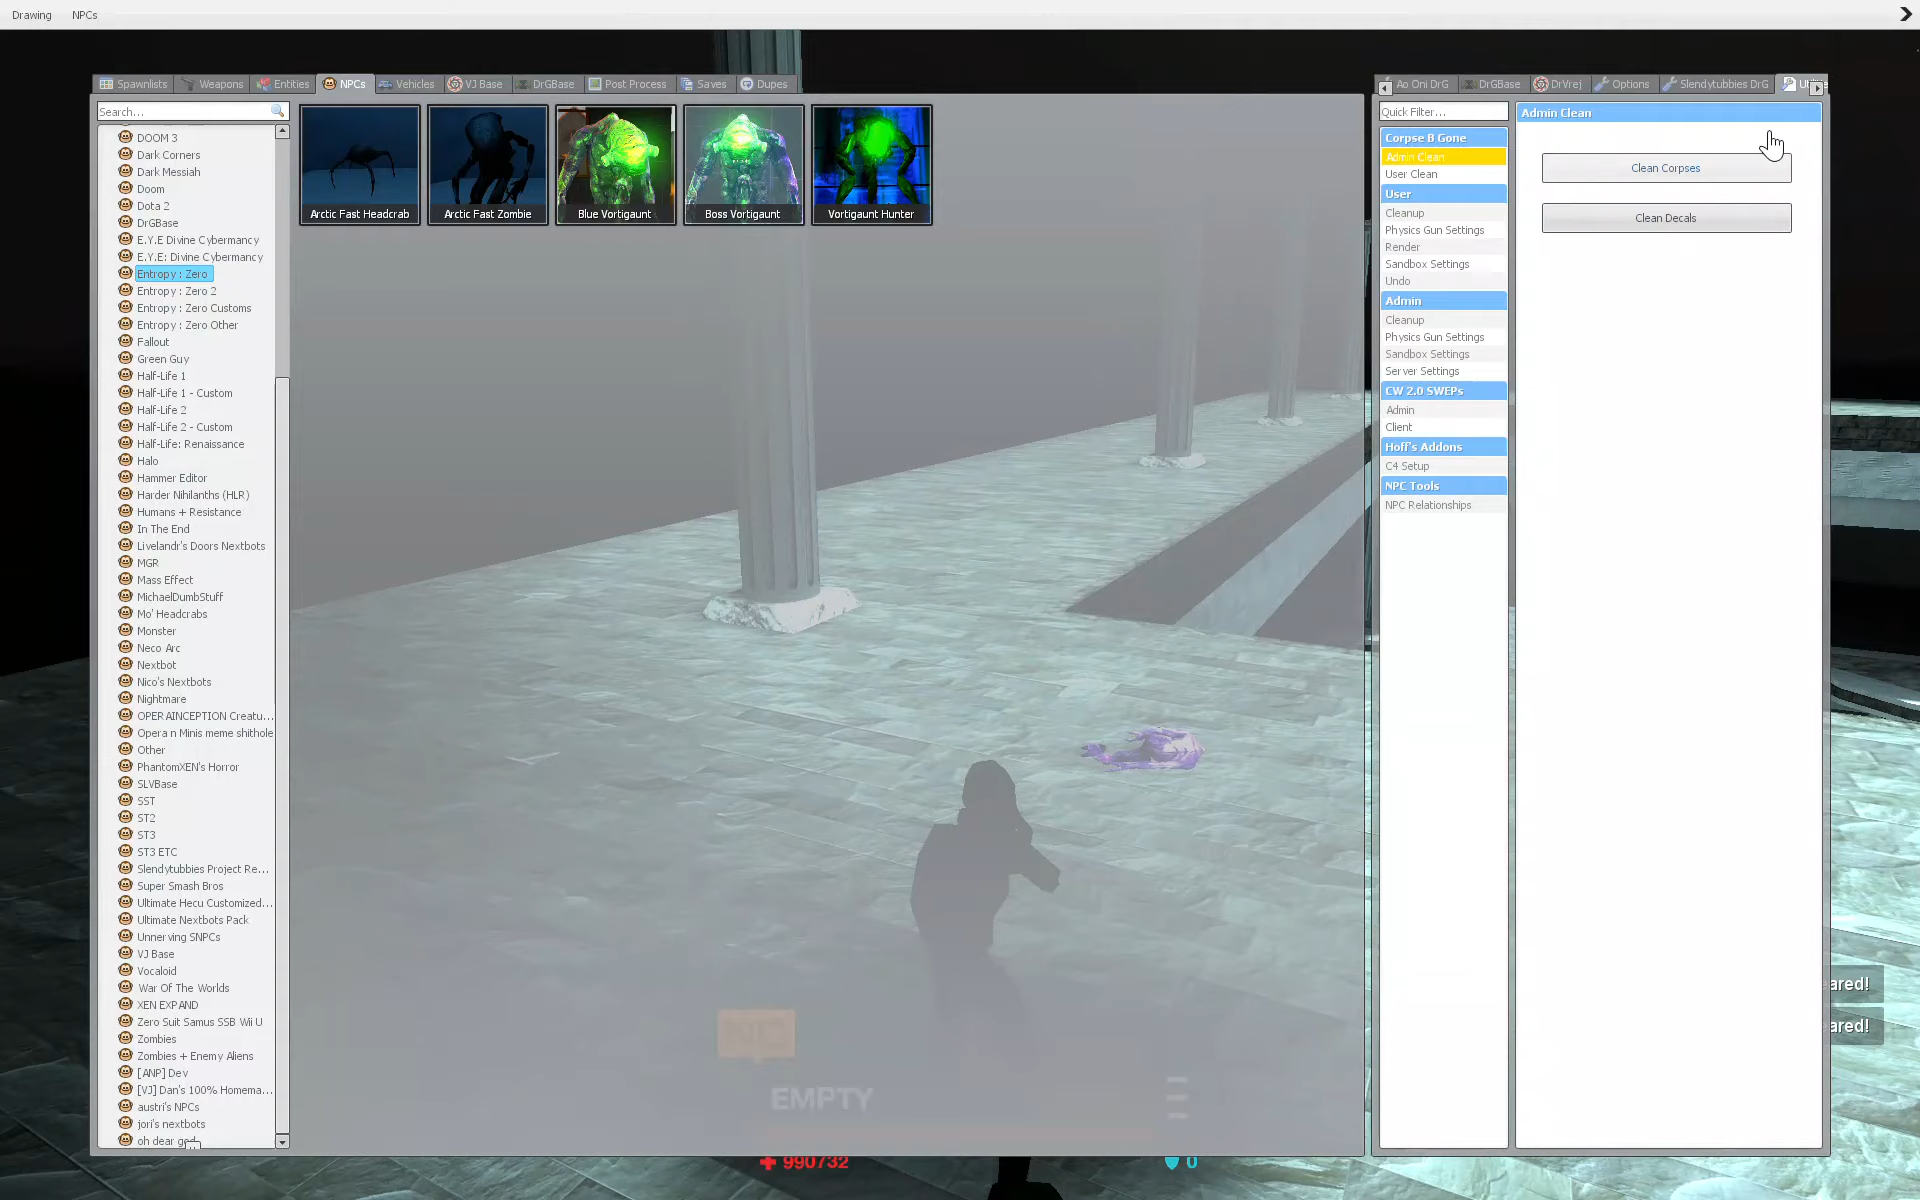 Drawing NPCs
Spawnlists Weapons Entities NPCs Vehicles VJ Base DrGBase Post Process Saves Dupes
Search...
DOOM 3
Dark Corners
Dark Messiah
Doom
Dota 2
DrGBase
E.Y.E Divine Cybermancy
E.Y.E: Divine Cybermancy
Entropy : Zero
Entropy : Zero 2
Entropy : Zero Customs
Entropy : Zero Other
Fallout
Green Guy
Half-Life 1
Half-Life 1 - Custom
Half-Life 2
Half-Life 2 - Custom
Half-Life: Renaissance
Halo
Hammer Editor
Harder Nihilanths (HLR)
Humans + Resistance
In The End
Livelandr's Doors Nextbots
MGR
Mass Effect
MichaelDumbStuff
Mo' Headcrabs
Monster
Neco Arc
Nextbot
Nico's Nextbots
Nightmare
OPERAINCEPTION Creatu...
Opera n Minis meme shithole
Other
PhantomXEN's Horror
SLVBase
SST
ST2
ST3
ST3 ETC
Slendytubbies Project Re...
Super Smash Bros
Ultimate Hecu Customized...
Ultimate Nextbots Pack
Unnerving SNPCs
VJ Base
Vocaloid
War Of The Worlds
XEN EXPAND
Zero Suit Samus SSB Wii U
Zombies
Zombies + Enemy Aliens
[ANP] Dev
[VJ] Dan's 100% Homema...
austri's NPCs
jori's nextbots
oh dear god
Arctic Fast Headcrab
Arctic Fast Zombie
Blue Vortigaunt
Boss Vortigaunt
Vortigaunt Hunter
EMPTY
990732
0
Ao Oni DrG DrGBase DrVrej Options Slendytubbies DrG
Quick Filter...
Corpse B Gone
Admin Clean
User Clean
User
Cleanup
Physics Gun Settings
Render
Sandbox Settings
Undo
Admin
Cleanup
Physics Gun Settings
Sandbox Settings
Server Settings
CW 2.0 SWEPs
Admin
Client
Hoff's Addons
C4 Setup
NPC Tools
NPC Relationships
Admin Clean
Clean Corpses
Clean Decals
ared!
ared!